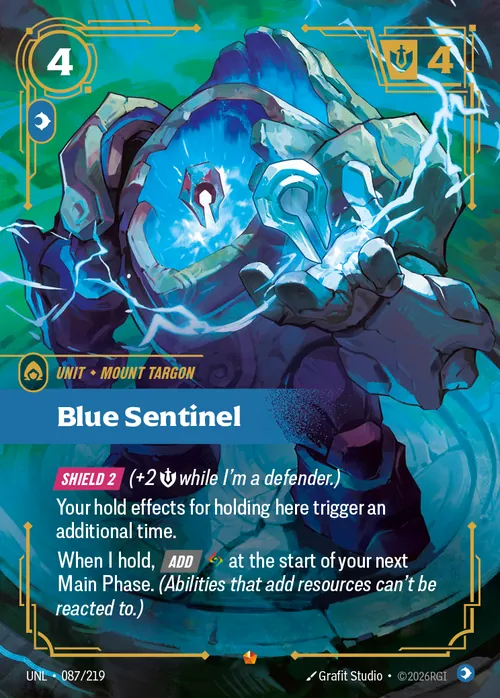 4
4
UNIT • MOUNT TARGON
Blue Sentinel
SHIELD 2 (+2 while I'm a defender.)
Your hold effects for holding here trigger an
additional time.
When I hold, ADD at the start of your next
Main Phase. (Abilities that add resources can't be
reacted to.)
UNL • 087/219
Grafit Studio • ©2026RGI